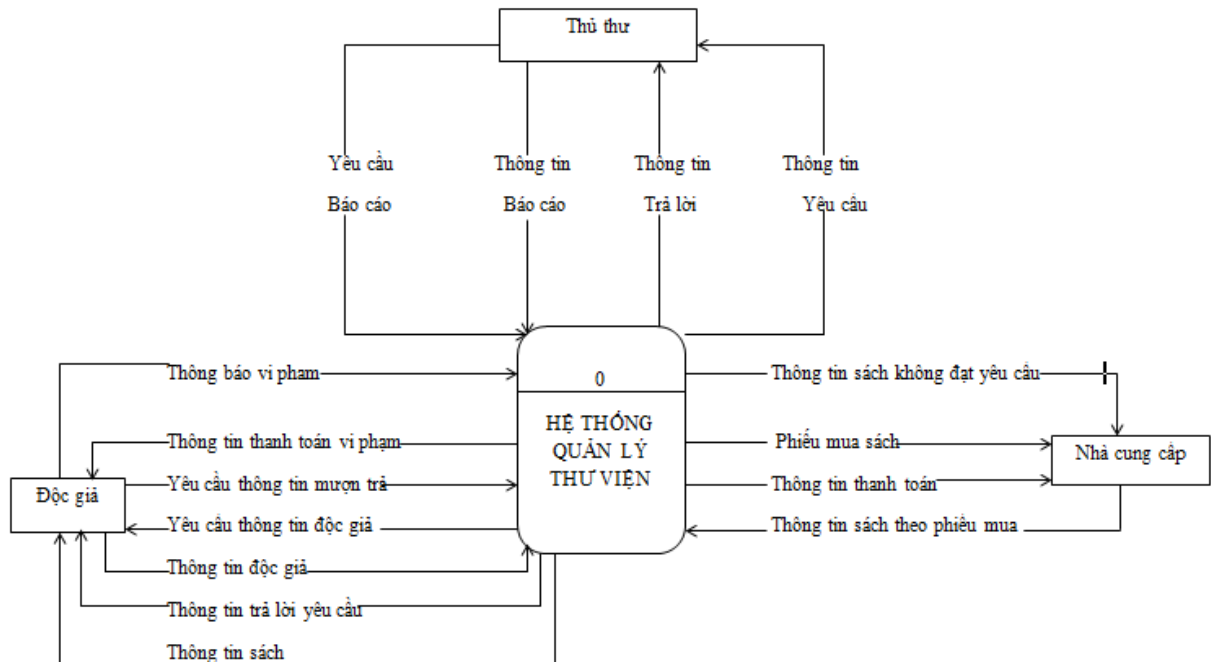 Thủ thư
Yêu cầu
Báo cáo
Thông tin
Báo cáo
Thông tin
Trả lời
Thông tin
Yêu cầu
0
HỆ THỐNG
QUẢN LÝ
THƯ VIỆN
Thông báo vi pham
Thông tin thanh toán vi phạm
Yêu cầu thông tin mượn trả
Yêu cầu thông tin độc giả
Thông tin độc giả
Thông tin trả lời yêu cầu
Thông tin sách
Độc giả
Thông tin sách không đạt yêu cầu
Phiếu mua sách
Thông tin thanh toán
Thông tin sách theo phiếu mua
Nhà cung cấp